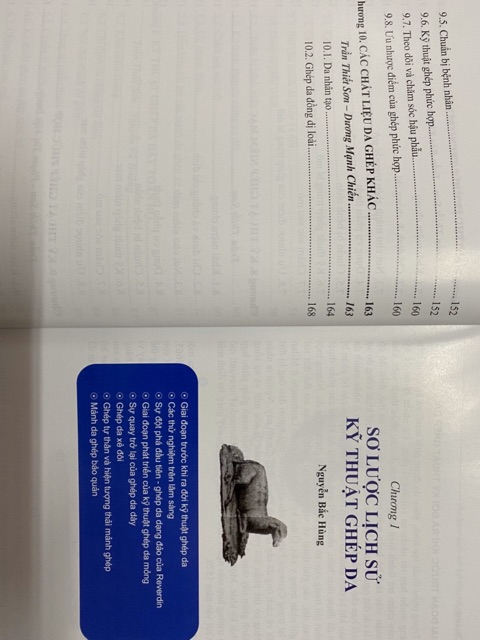 9.5. Chuẩn bị bệnh nhân ........ 152
9.6. Kỹ thuật ghép phức hợp ........ 152
9.7. Theo dõi và chăm sóc hậu phẫu ........ 160
9.8. Ưu nhược điểm của ghép phức hợp ........ 160
hương 10. CÁC CHẤT LIỆU DA GHÉP KHÁC ........ 163
Trần Thiết Sơn – Dương Mạnh Chiến ........ 163
10.1. Da nhân tạo ........ 164
10.2. Ghép da đồng dị loài ........ 168
Chương 1
SƠ LƯỢC LỊCH SỬ
KỸ THUẬT GHÉP DA
Nguyễn Bắc Hùng
Giai đoạn trước khi ra đời kỹ thuật ghép da
Các thử nghiệm trên lâm sàng
Sự đột phá đầu tiên - ghép da dạng đảo của Reverdin
Giai đoạn phát triển của kỹ thuật ghép da mỏng
Sự quay trở lại của ghép da dày
Ghép da xẻ đôi
Ghép tự thân và hiện tượng thải mảnh ghép
Mảnh da ghép bảo quản